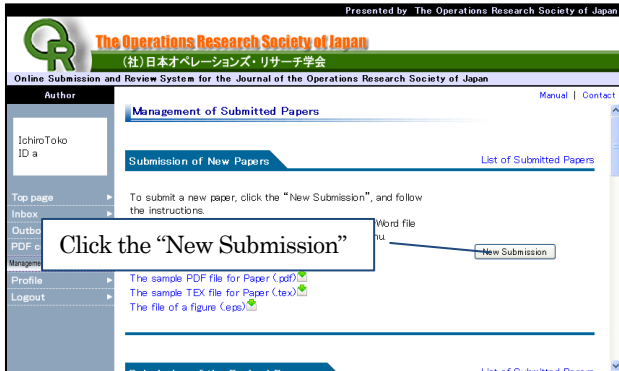 Presented by The Operations Research Society of Japan
The Operations Research Society of Japan
(社)日本オペレーションズ・リサーチ学会
Online Submission and Review System for the Journal of the Operations Research Society of Japan
Author
Manual | Contact
Management of Submitted Papers
IchiroToko
ID a
Submission of New Papers
List of Submitted Papers
Top page
To submit a new paper, click the "New Submission", and follow
the instructions.
Inbox
Word file
Outbo
nu.
PDF c
Click the "New Submission"
New Submission
Manageme
The sample PDF file for Paper (.pdf)
Profile
The sample TEX file for Paper (.tex)
Logout
The file of a figure (.eps)